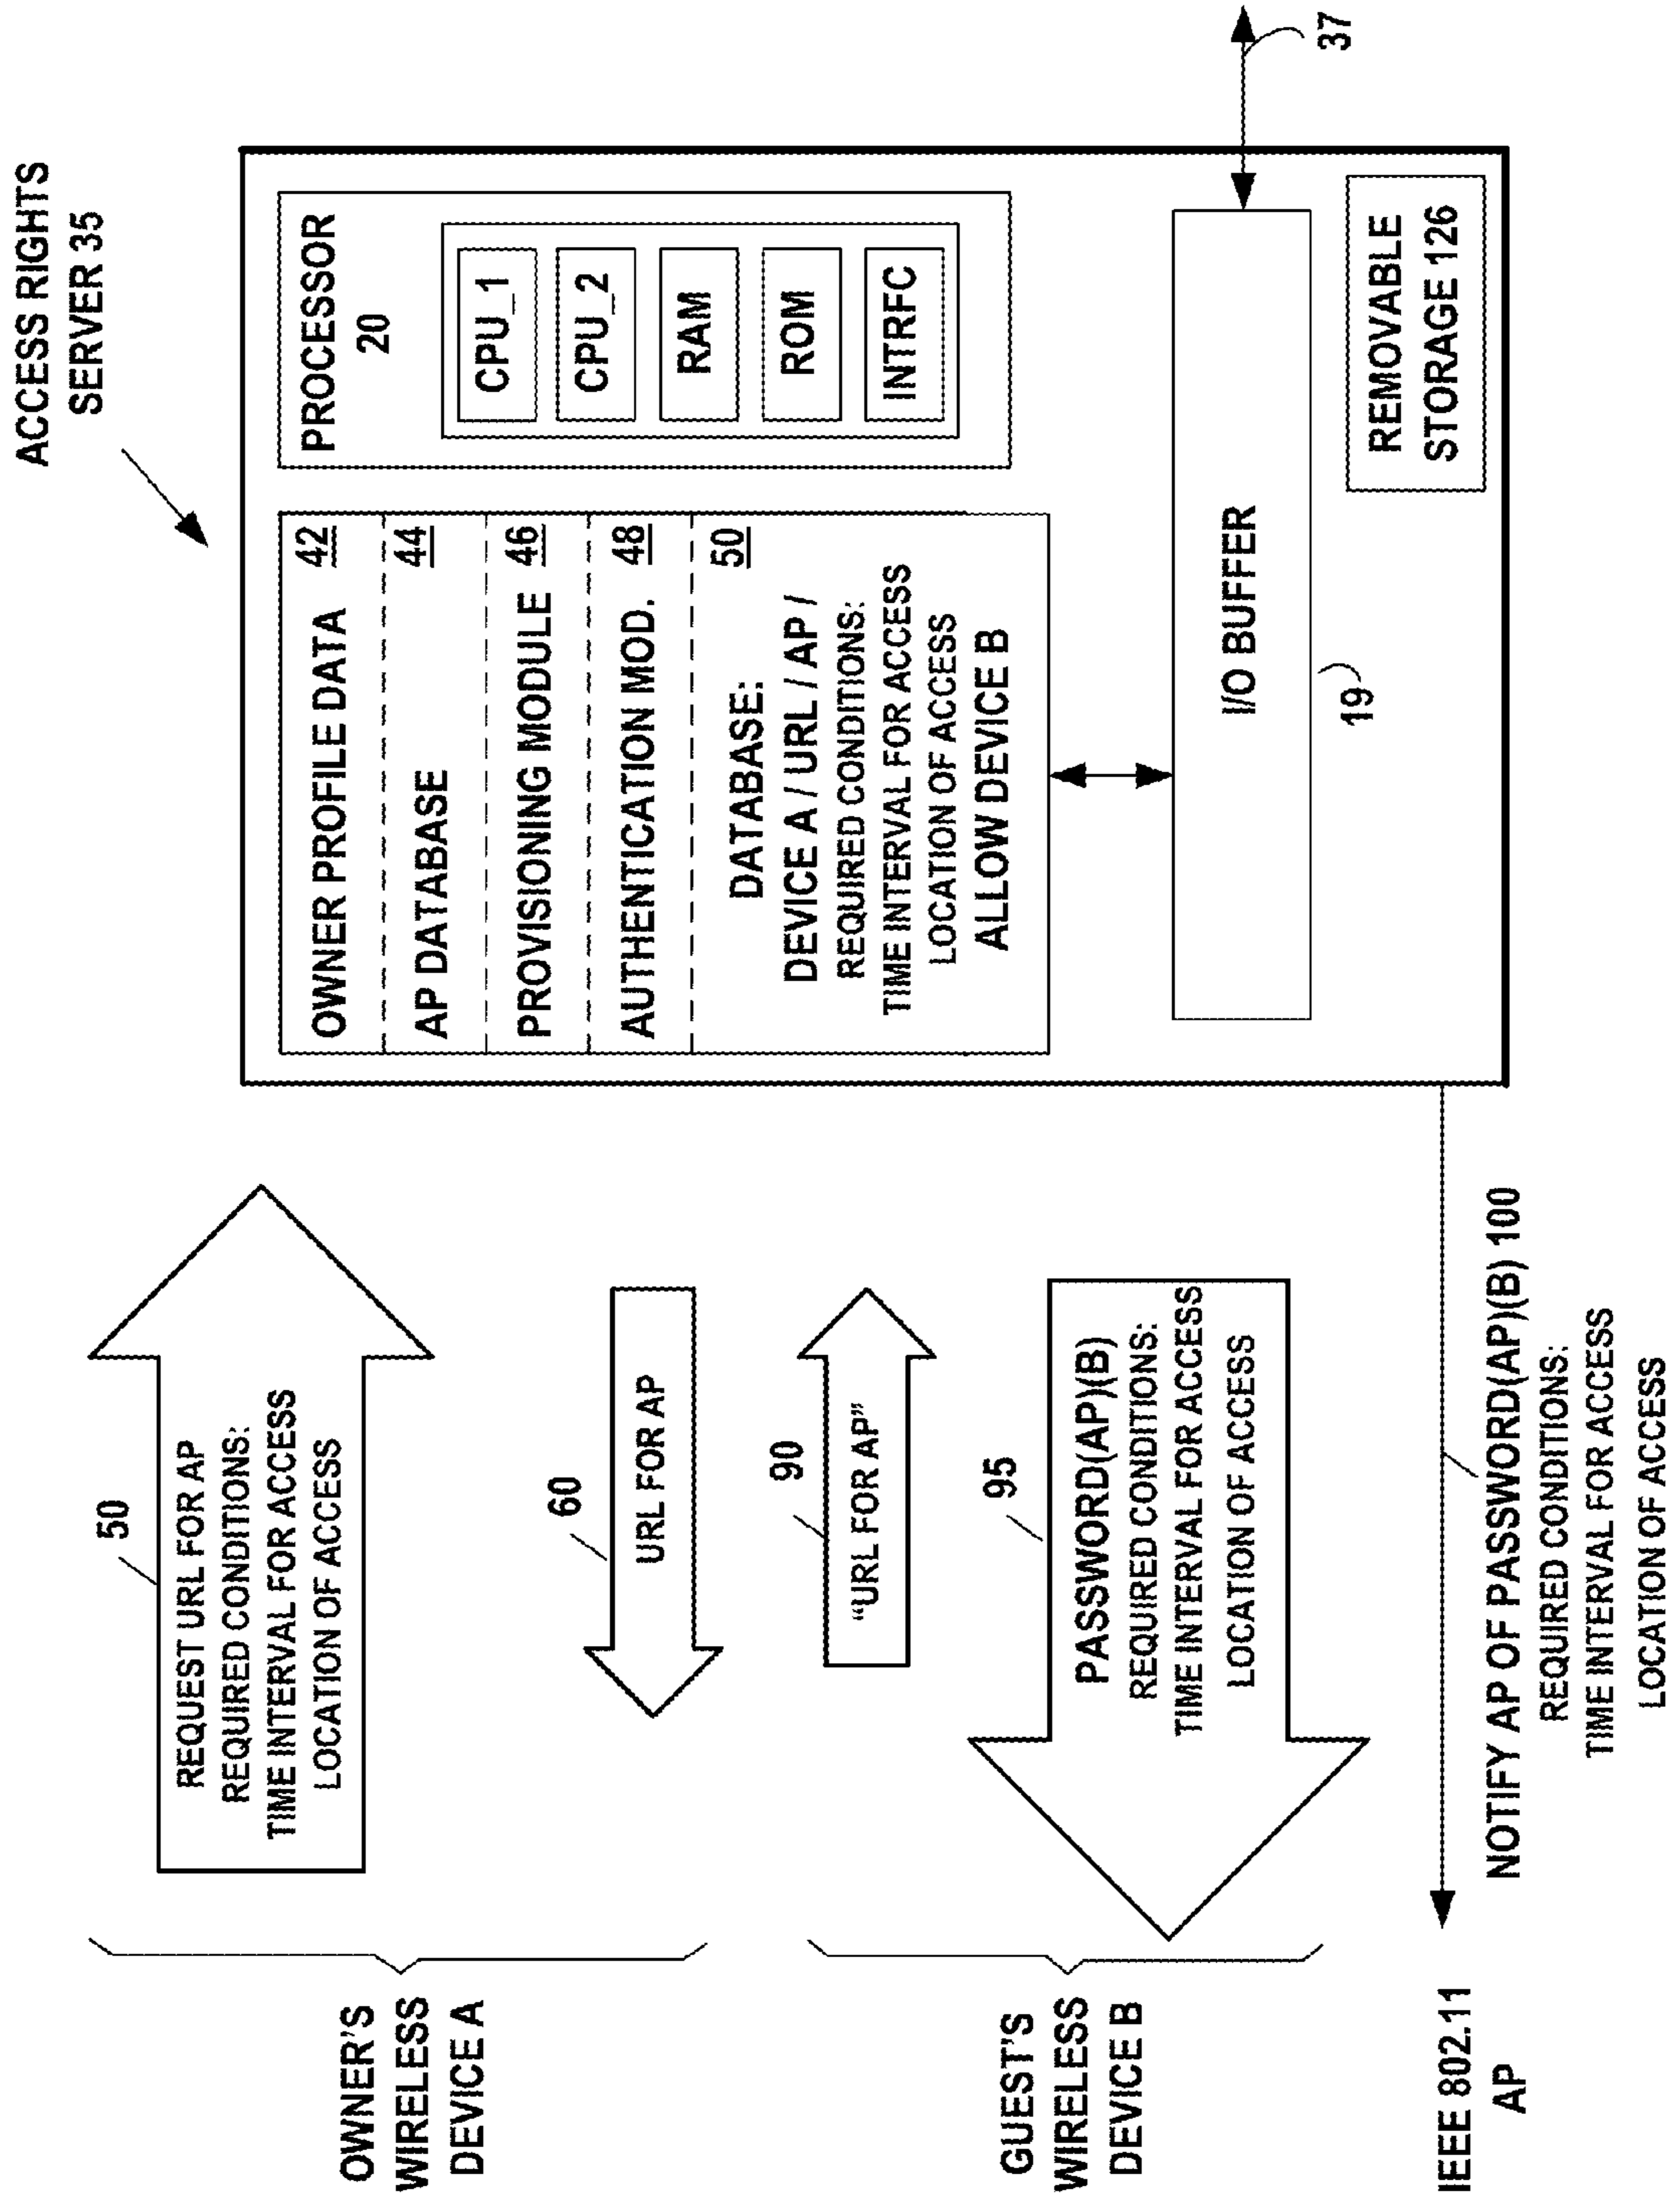 ACCESS RIGHTS
SERVER 35
OWNER'S
WIRELESS
DEVICE A
50
REQUEST URL FOR AP
REQUIRED CONDITIONS:
TIME INTERVAL FOR ACCESS
LOCATION OF ACCESS
60
URL FOR AP
GUEST'S
WIRELESS
DEVICE B
90
“URL FOR AP”
95
PASSWORD(AP)(B)
REQUIRED CONDITIONS:
TIME INTERVAL FOR ACCESS
LOCATION OF ACCESS
IEEE 802.11
AP
NOTIFY AP OF PASSWORD(AP)(B) 100
REQUIRED CONDITIONS:
TIME INTERVAL FOR ACCESS
LOCATION OF ACCESS
OWNER PROFILE DATA 42
AP DATABASE 44
PROVISIONING MODULE 46
AUTHENTICATION MOD. 48
50
DATABASE:
DEVICE A / URL / AP /
REQUIRED CONDITIONS:
TIME INTERVAL FOR ACCESS
LOCATION OF ACCESS
ALLOW DEVICE B
PROCESSOR
20
CPU_1
CPU_2
RAM
ROM
INTRFC
I/O BUFFER
19
REMOVABLE
STORAGE 126
37